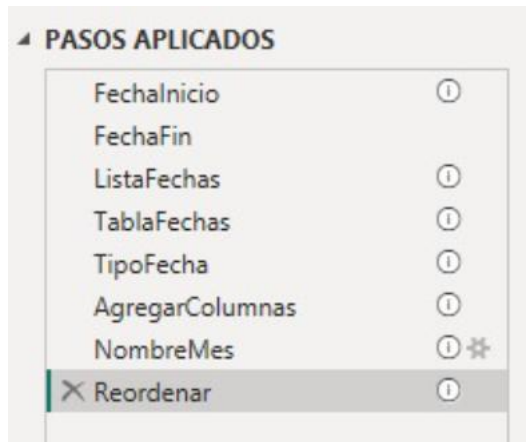 PASOS APLICADOS
FechaInicio
FechaFin
ListaFechas
TablaFechas
TipoFecha
AgregarColumnas
NombreMes
Reordenar